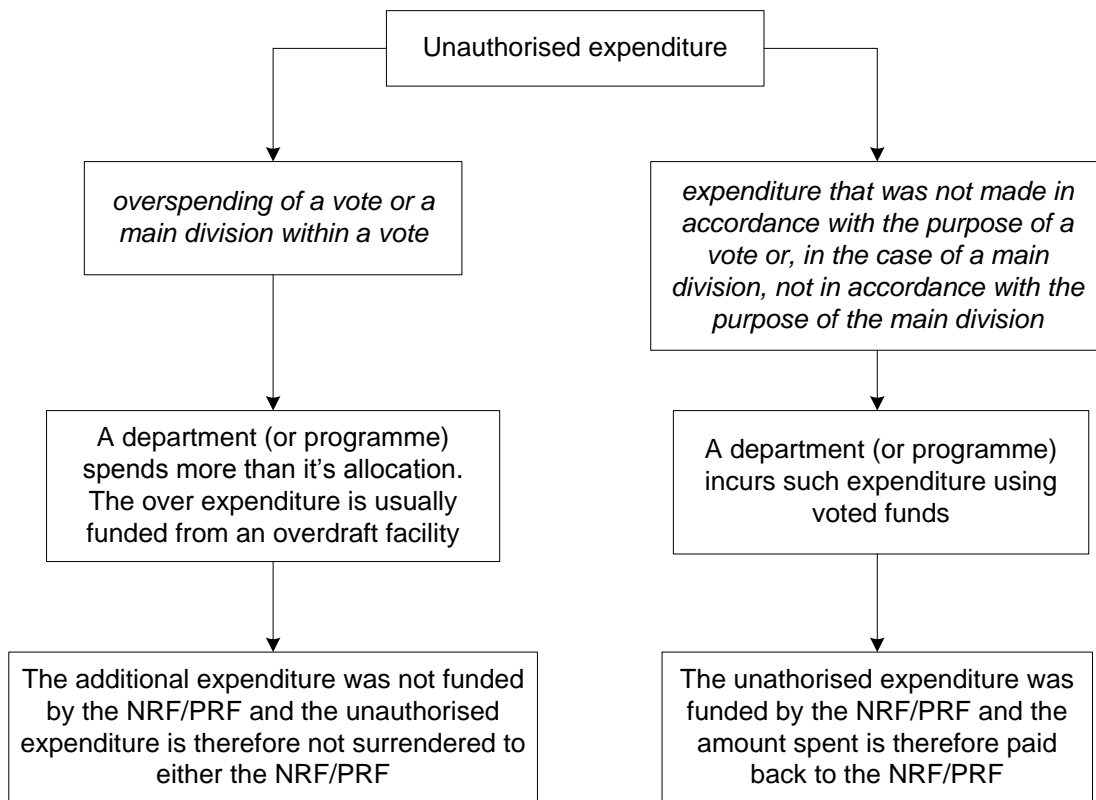 Unauthorised expenditure
overspending of a vote or a
main division within a vote
expenditure that was not made in
accordance with the purpose of a
vote or, in the case of a main
division, not in accordance with the
purpose of the main division
A department (or programme)
spends more than it's allocation.
The over expenditure is usually
funded from an overdraft facility
A department (or programme)
incurs such expenditure using
voted funds
The additional expenditure was not funded
by the NRF/PRF and the unauthorised
expenditure is therefore not surrendered to
either the NRF/PRF
The unathorised expenditure was
funded by the NRF/PRF and the
amount spent is therefore paid
back to the NRF/PRF